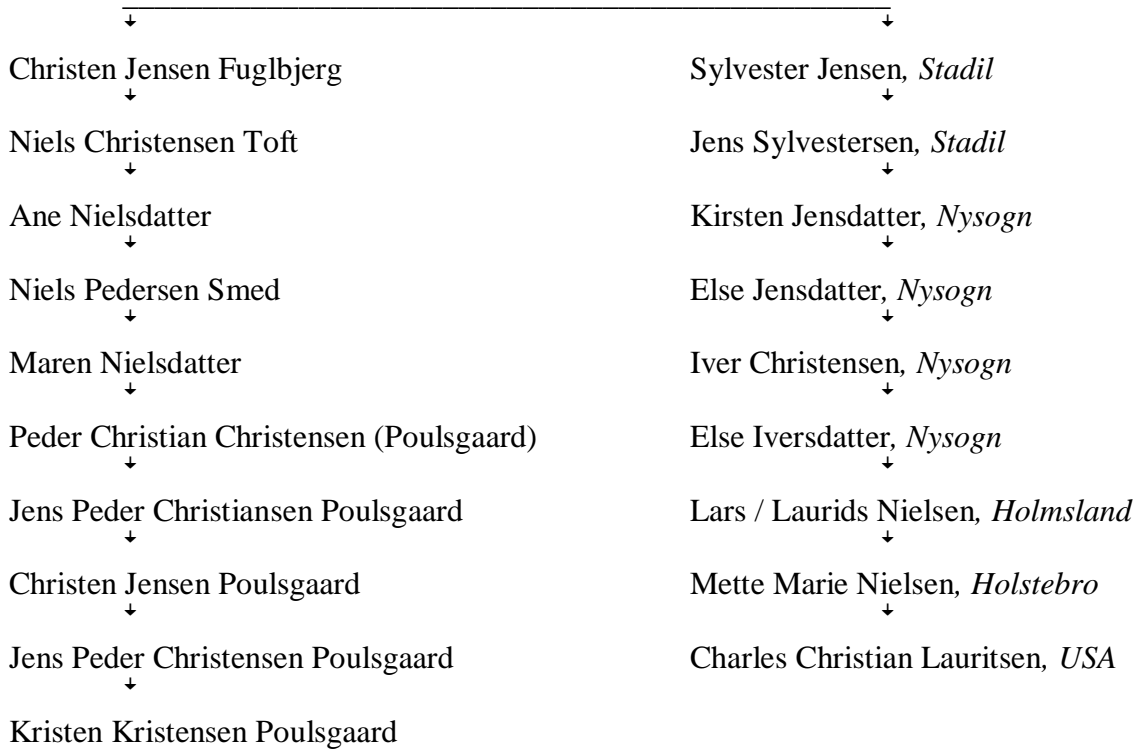 Christen Jensen Fuglbjerg Sylvester Jensen, Stadil
Niels Christensen Toft Jens Sylvestersen, Stadil
Ane Nielsdatter Kirsten Jensdatter, Nysogn
Niels Pedersen Smed Else Jensdatter, Nysogn
Maren Nielsdatter Iver Christensen, Nysogn
Peder Christian Christensen (Poulsgaard) Else Iversdatter, Nysogn
Jens Peder Christiansen Poulsgaard Lars / Laurids Nielsen, Holmsland
Christen Jensen Poulsgaard Mette Marie Nielsen, Holstebro
Jens Peder Christensen Poulsgaard Charles Christian Lauritsen, USA
Kristen Kristensen Poulsgaard